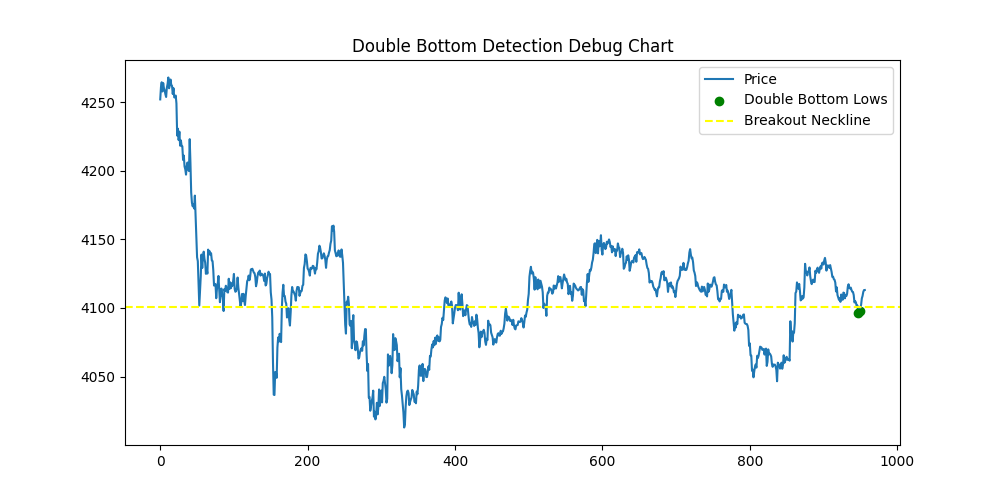 Double Bottom Detection Debug Chart
Price
Double Bottom Lows
Breakout Neckline
4250
4200
4150
4100
4050
0 200 400 600 800 1000